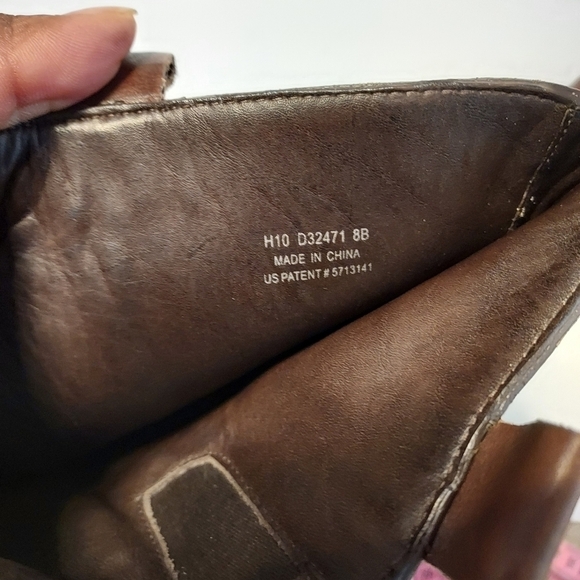 H10 D32471 8B
MADE IN CHINA
US PATENT # 5713141